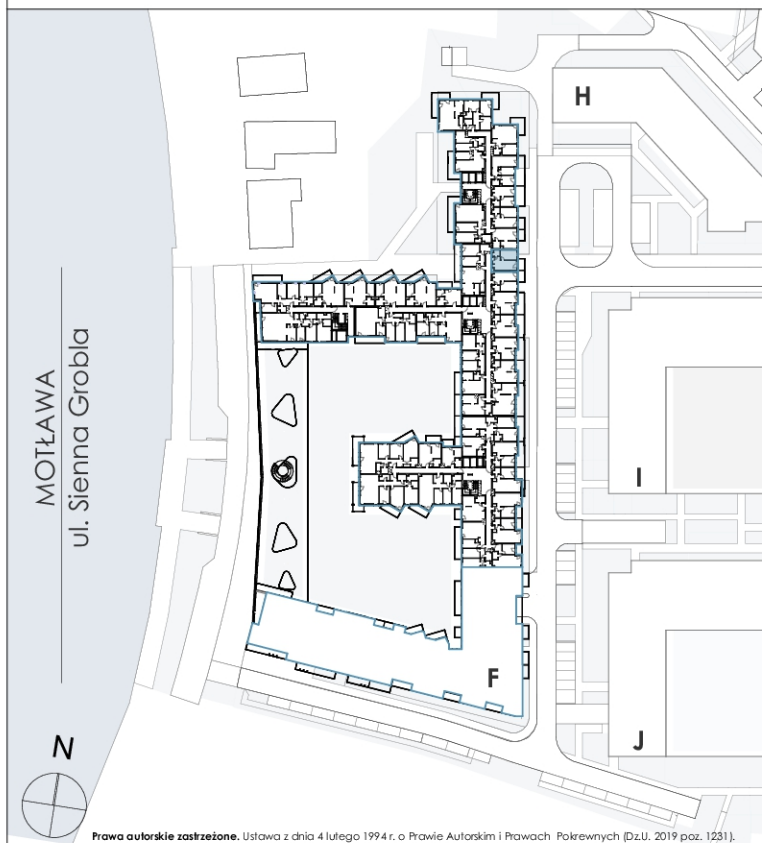 H
MOTŁAWA
ul. Sienna Grobla
I
F
J
N
Prawa autorskie zastrzeżone. Ustawa z dnia 4 lutego 1994 r. o Prawie Autorskim i Prawach Pokrewnych (Dz.U. 2019 poz. 1231).